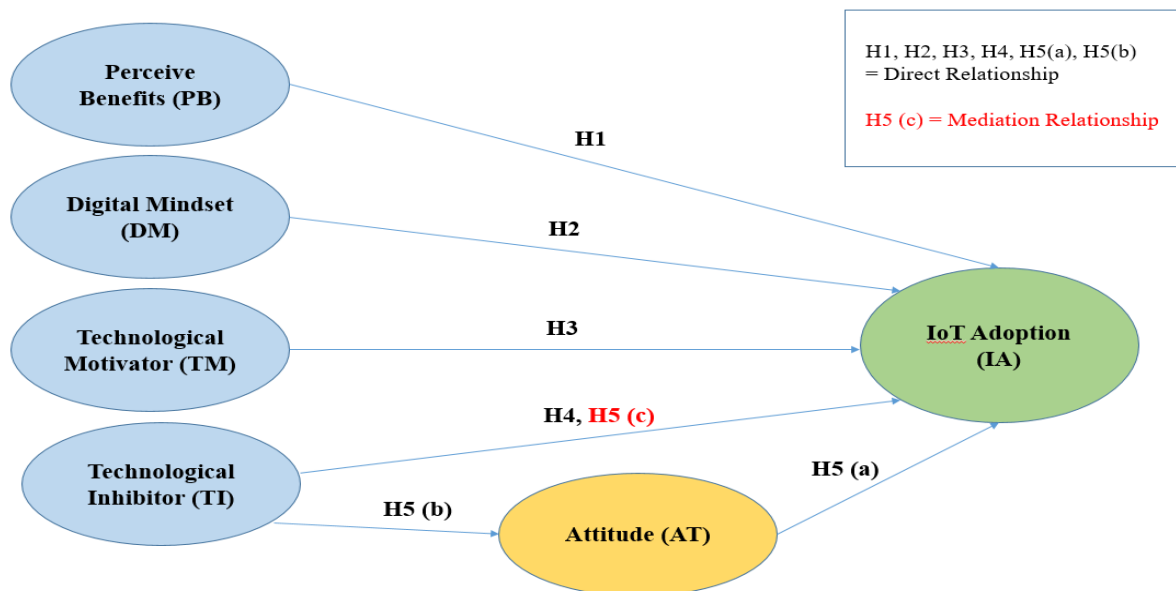 Perceive
Benefits (PB)
H1, H2, H3, H4, H5(a), H5(b)
= Direct Relationship
H5 (c) = Mediation Relationship
H1
Digital Mindset
(DM)
H2
Technological
Motivator (TM)
H3
IoT Adoption
(IA)
H4, H5 (c)
Technological
Inhibitor (TI)
H5 (a)
H5 (b)
Attitude (AT)